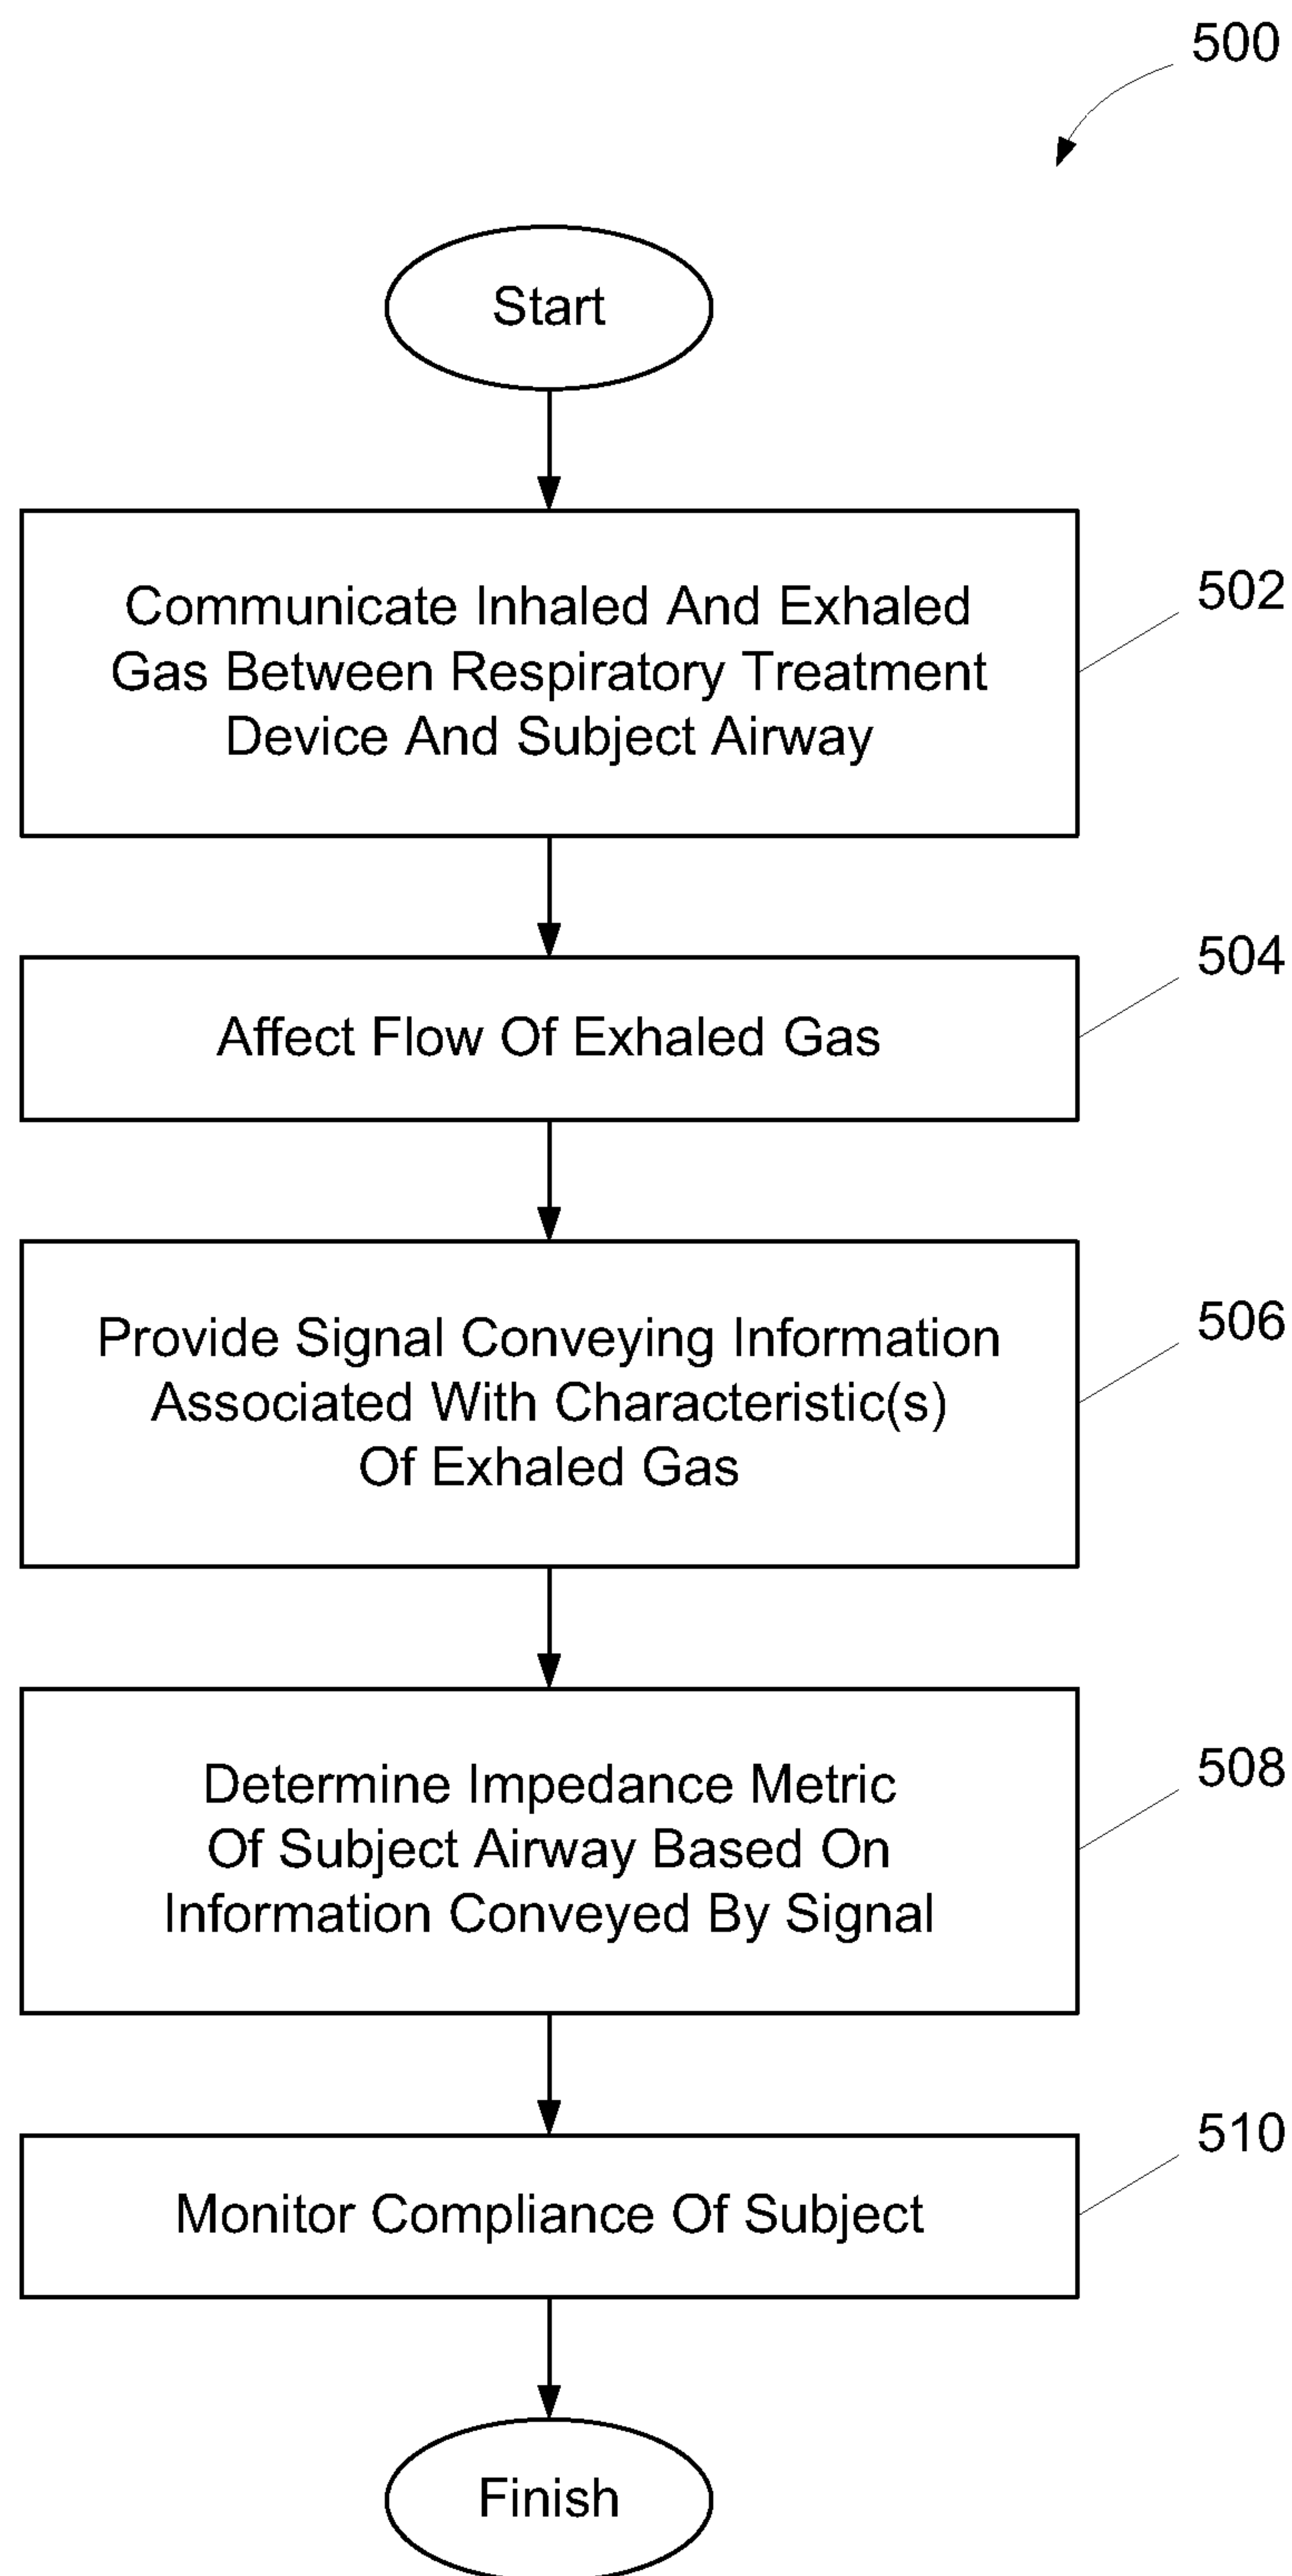 500
Start
Communicate Inhaled And Exhaled
Gas Between Respiratory Treatment
Device And Subject Airway
502
Affect Flow Of Exhaled Gas
504
Provide Signal Conveying Information
Associated With Characteristic(s)
Of Exhaled Gas
506
Determine Impedance Metric
Of Subject Airway Based On
Information Conveyed By Signal
508
Monitor Compliance Of Subject
510
Finish